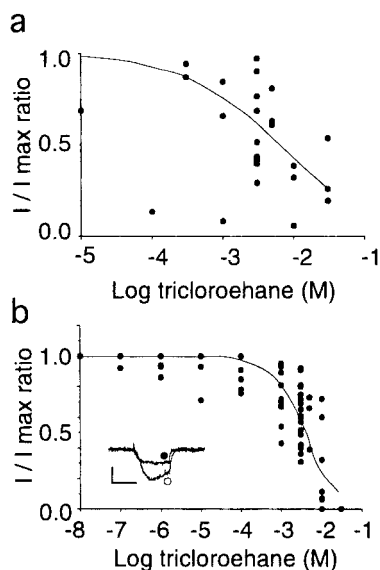 a
I / I max ratio
1.0
0.5
0.0
-5 -4 -3 -2 -1
Log tricloroehane (M)
b
I / I max ratio
1.0
0.5
0.0
-8 -7 -6 -5 -4 -3 -2 -1
Log tricloroehane (M)